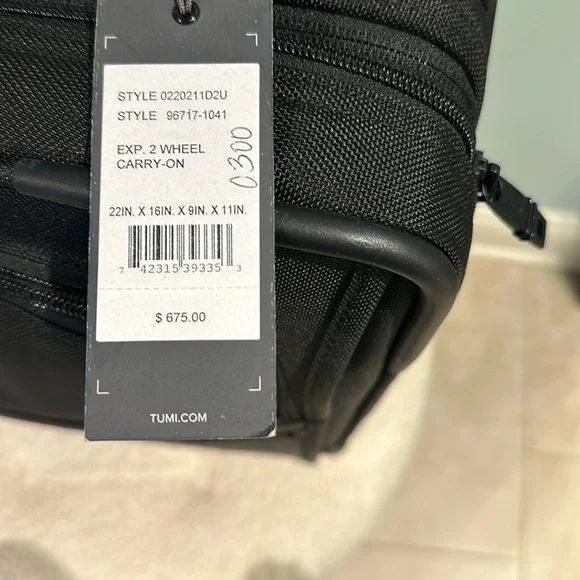 STYLE 0220211D2U
STYLE 96717-1041
EXP. 2 WHEEL
CARRY-ON
0300
22IN. X 16IN. X 9IN. X 11IN.
7 42315 39335 3
$ 675.00
TUMI.COM